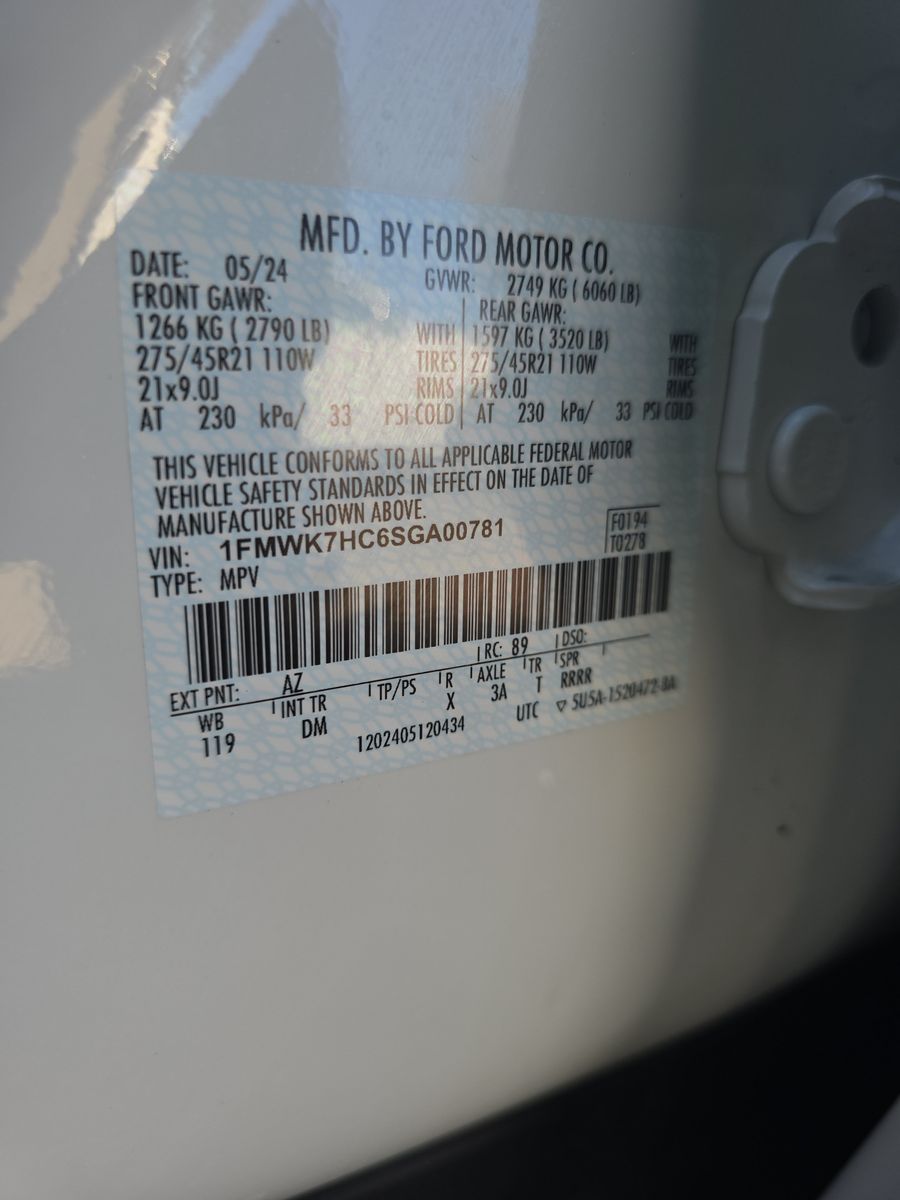 MFD. BY FORD MOTOR CO.
DATE: 05/24 GVWR: 2749 KG ( 6060 LB)
FRONT GAWR: REAR GAWR:
1266 KG ( 2790 LB) WITH 1597 KG ( 3520 LB) WITH
275/45R21 110W TIRES 275/45R21 110W TIRES
21x9.0J RIMS 21x9.0J RIMS
AT 230 kPa/ 33 PSI COLD AT 230 kPa/ 33 PSI COLD
THIS VEHICLE CONFORMS TO ALL APPLICABLE FEDERAL MOTOR
VEHICLE SAFETY STANDARDS IN EFFECT ON THE DATE OF
MANUFACTURE SHOWN ABOVE.
VIN: 1FMWK7HC6SGA00781 F0194
TYPE: MPV T0278
EXT PNT: AZ RC: 89 DSO:
WB INT TR TP/PS R AXLE TR SPR
119 DM X 3A T RRRR
1202405120434 UTC ▽ 5U5A-1520472-8A